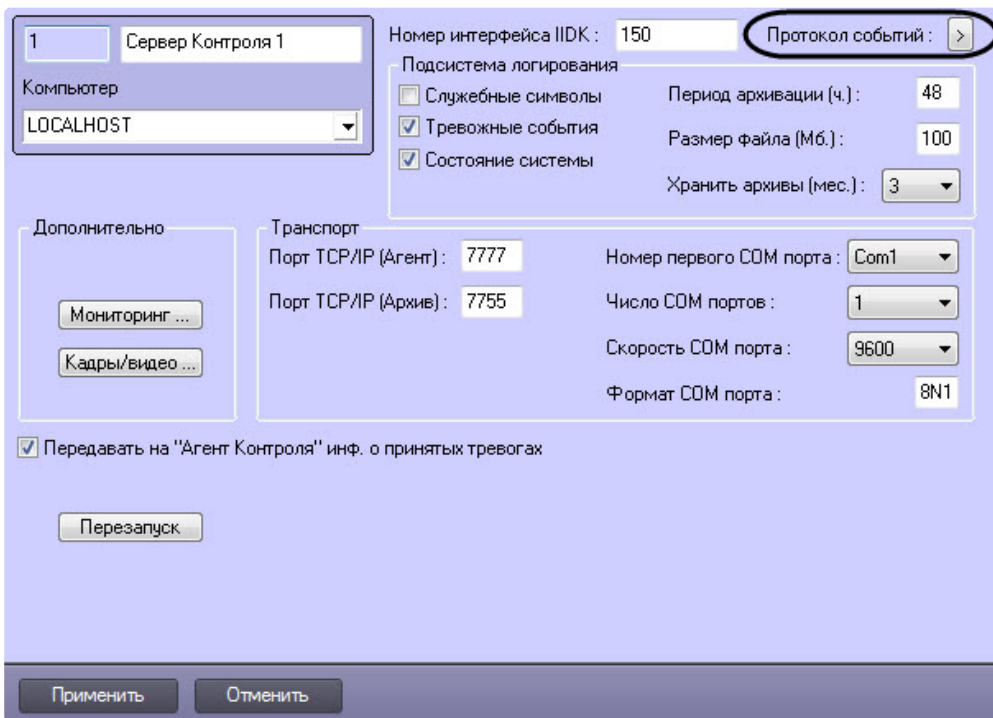 1 Сервер Контроля 1
Компьютер
LOCALHOST
Номер интерфейса IIDK : 150 Протокол событий : >
Подсистема логирования
Служебные символы Период архивации (ч.) : 48
Тревожные события Размер файла (Мб.) : 100
Состояние системы
Хранить архивы (мес.) : 3
Дополнительно
Мониторинг ...
Кадры/видео ...
Транспорт
Порт TCP/IP (Агент) : 7777 Номер первого COM порта : Com1
Порт TCP/IP (Архив) : 7755 Число COM портов : 1
Скорость COM порта : 9600
Формат COM порта : 8N1
Передавать на "Агент Контроля" инф. о принятых тревогах
Перезапуск
Применить Отменить